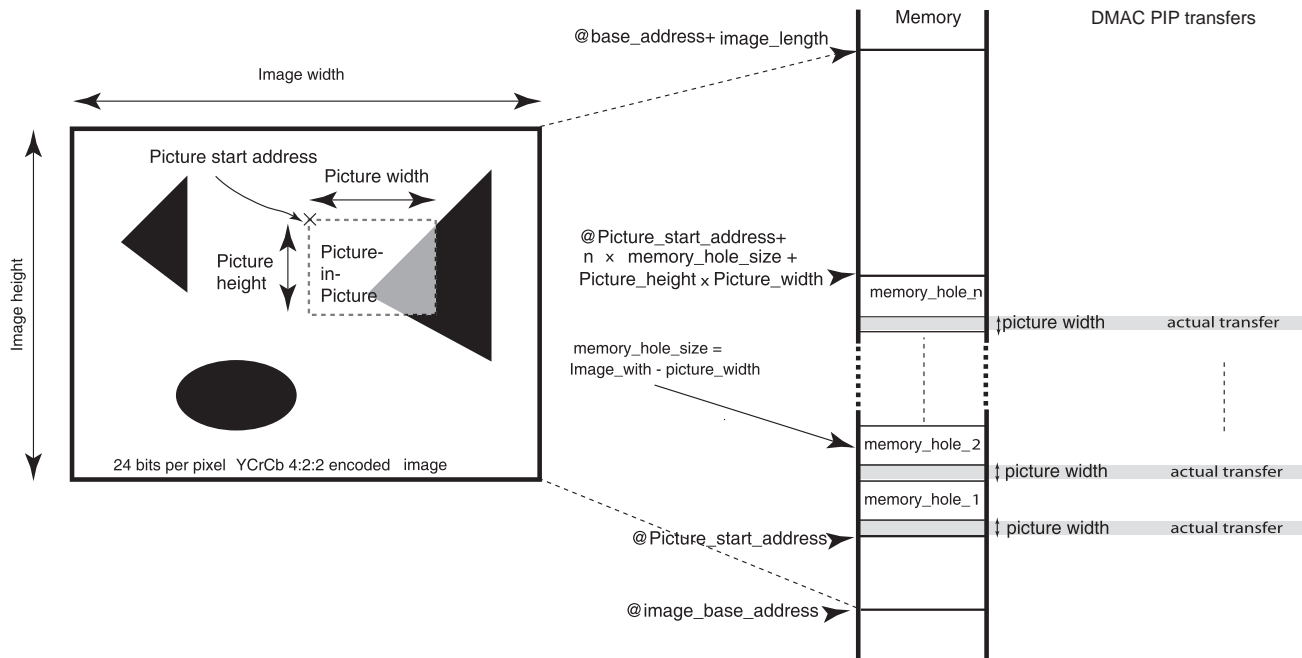 Memory
DMAC PIP transfers
@base_address+ image_length
Image width
Picture start address
Picture width
Picture height
Picture-
in-
Picture
Image height
24 bits per pixel YCrCb 4:2:2 encoded image
@Picture_start_address+
n x memory_hole_size +
Picture_height x Picture_width
memory_hole_n
picture width
actual transfer
memory_hole_size =
Image_with - picture_width
memory_hole_2
picture width
actual transfer
memory_hole_1
picture width
actual transfer
@Picture_start_address
@image_base_address